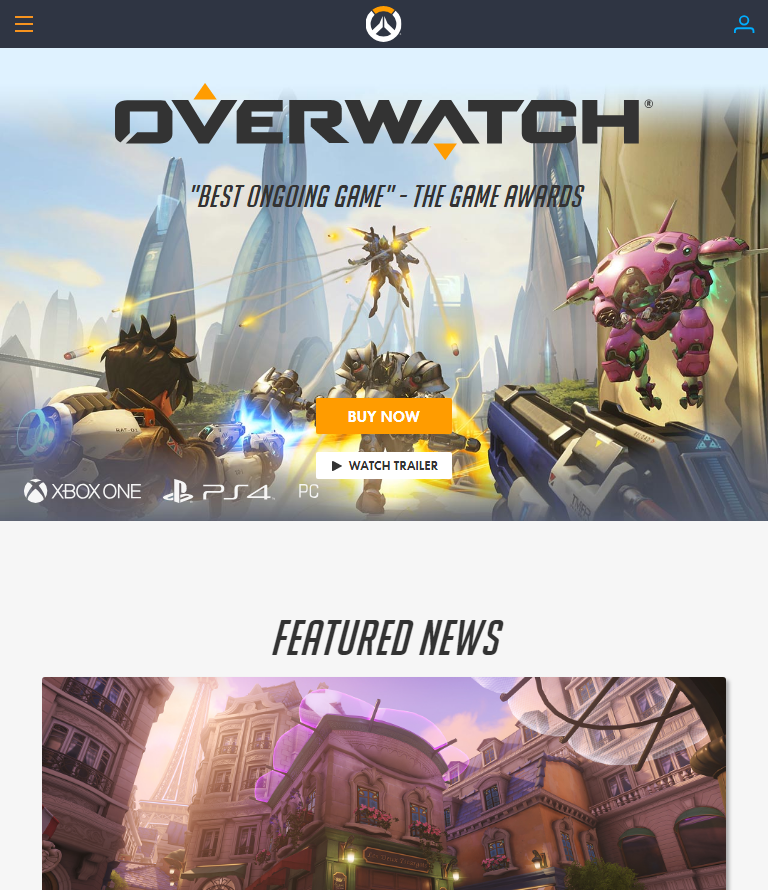 OVERWATCH®
"BEST ONGOING GAME" - THE GAME AWARDS
BUY NOW
WATCH TRAILER
XBOX ONE PS4 PC
FEATURED NEWS